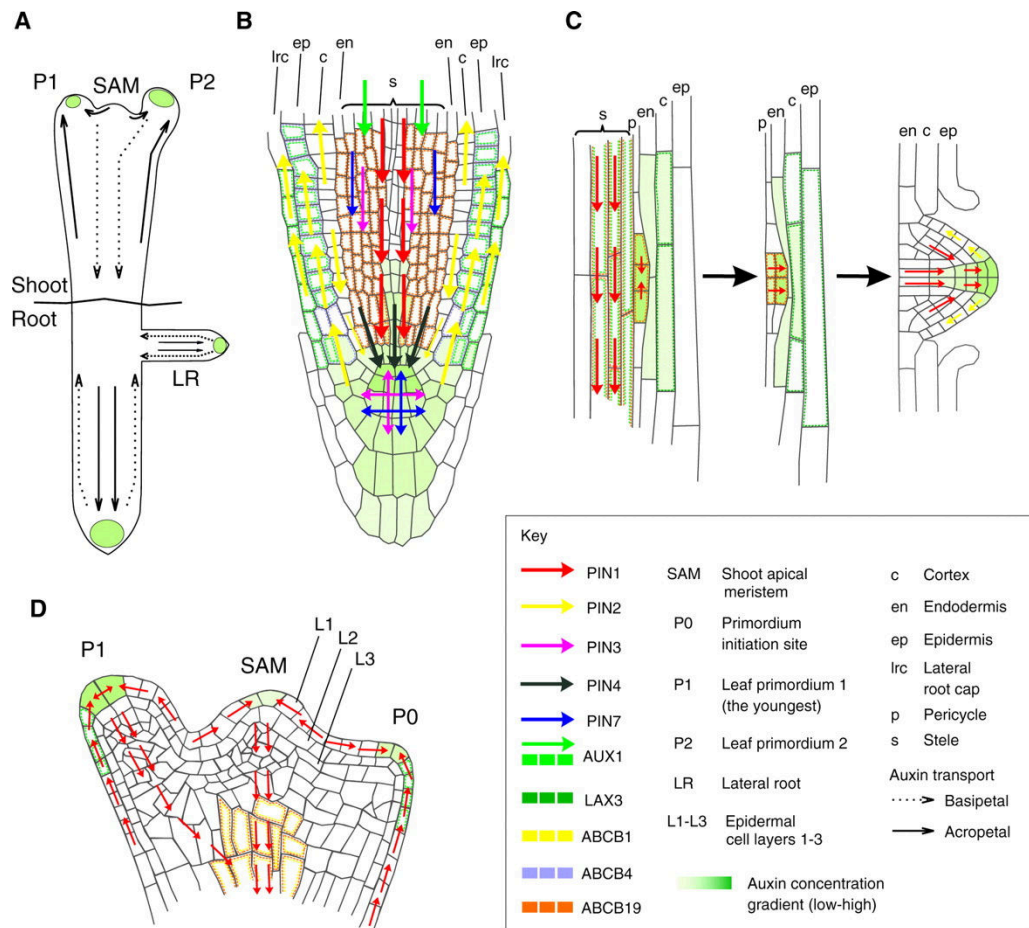 A
P1
SAM
P2
Shoot
Root
LR
B
lrc
ep
c
en
s
en
c
ep
lrc
C
s
p
en
c
ep
p
en
c
ep
en
c
ep
D
P1
SAM
L1
L2
L3
P0
Key
PIN1
PIN2
PIN3
PIN4
PIN7
AUX1
LAX3
ABCB1
ABCB4
ABCB19
SAM Shoot apical
meristem
P0 Primordium
initiation site
P1 Leaf primordium 1
(the youngest)
P2 Leaf primordium 2
LR Lateral root
L1-L3 Epidermal
cell layers 1-3
Auxin concentration
gradient (low-high)
c Cortex
en Endodermis
ep Epidermis
lrc Lateral
root cap
p Pericycle
s Stele
Auxin transport
Basipetal
Acropetal